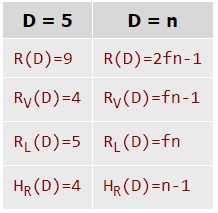 D = 5 D = n
R(D)=9 R(D)=2fn-1
RV(D)=4 RV(D)=fn-1
RL(D)=5 RL(D)=fn
HR(D)=4 HR(D)=n-1